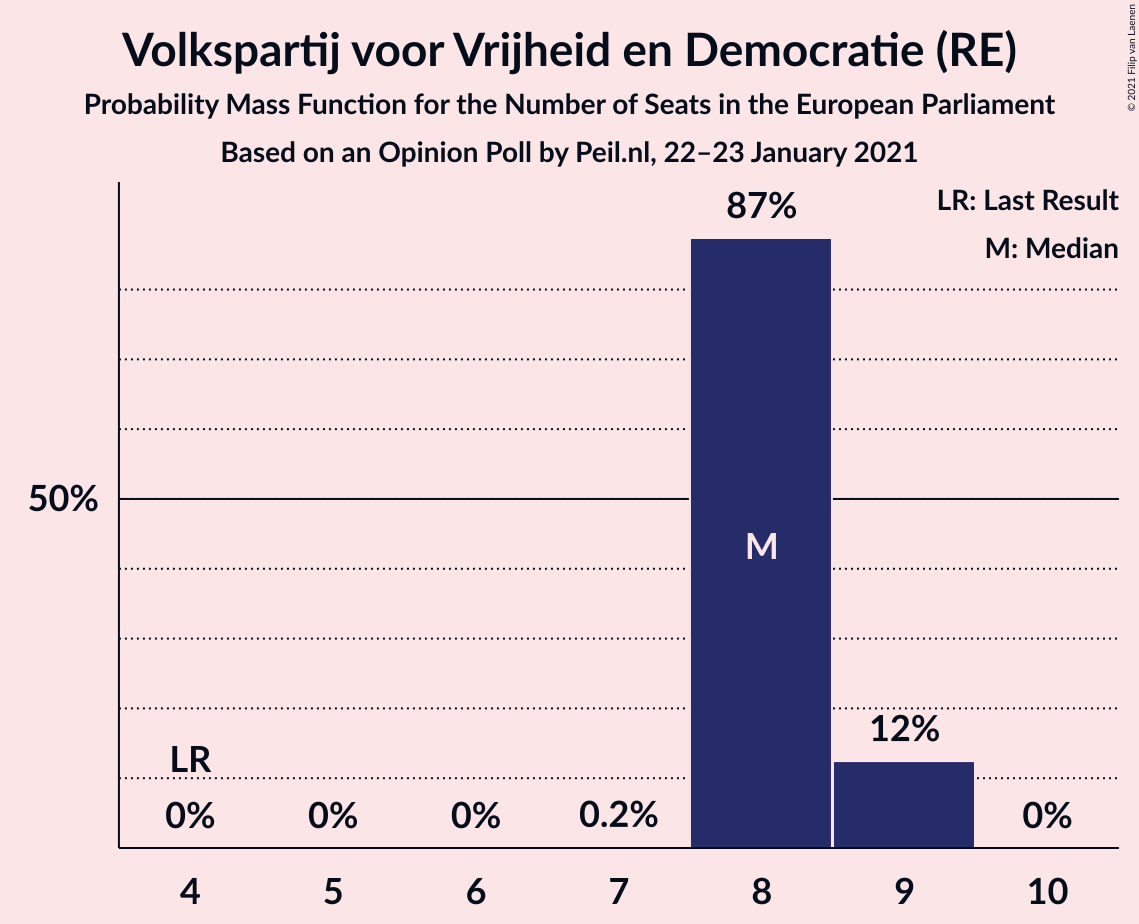 Volkspartij voor Vrijheid en Democratie (RE)
Probability Mass Function for the Number of Seats in the European Parliament
Based on an Opinion Poll by Peil.nl, 22–23 January 2021
© 2021 Filip van Laenen
LR: Last Result
M: Median
87%
50%
M
12%
LR
0%
0%
0%
0.2%
0%
4
5
6
7
8
9
10